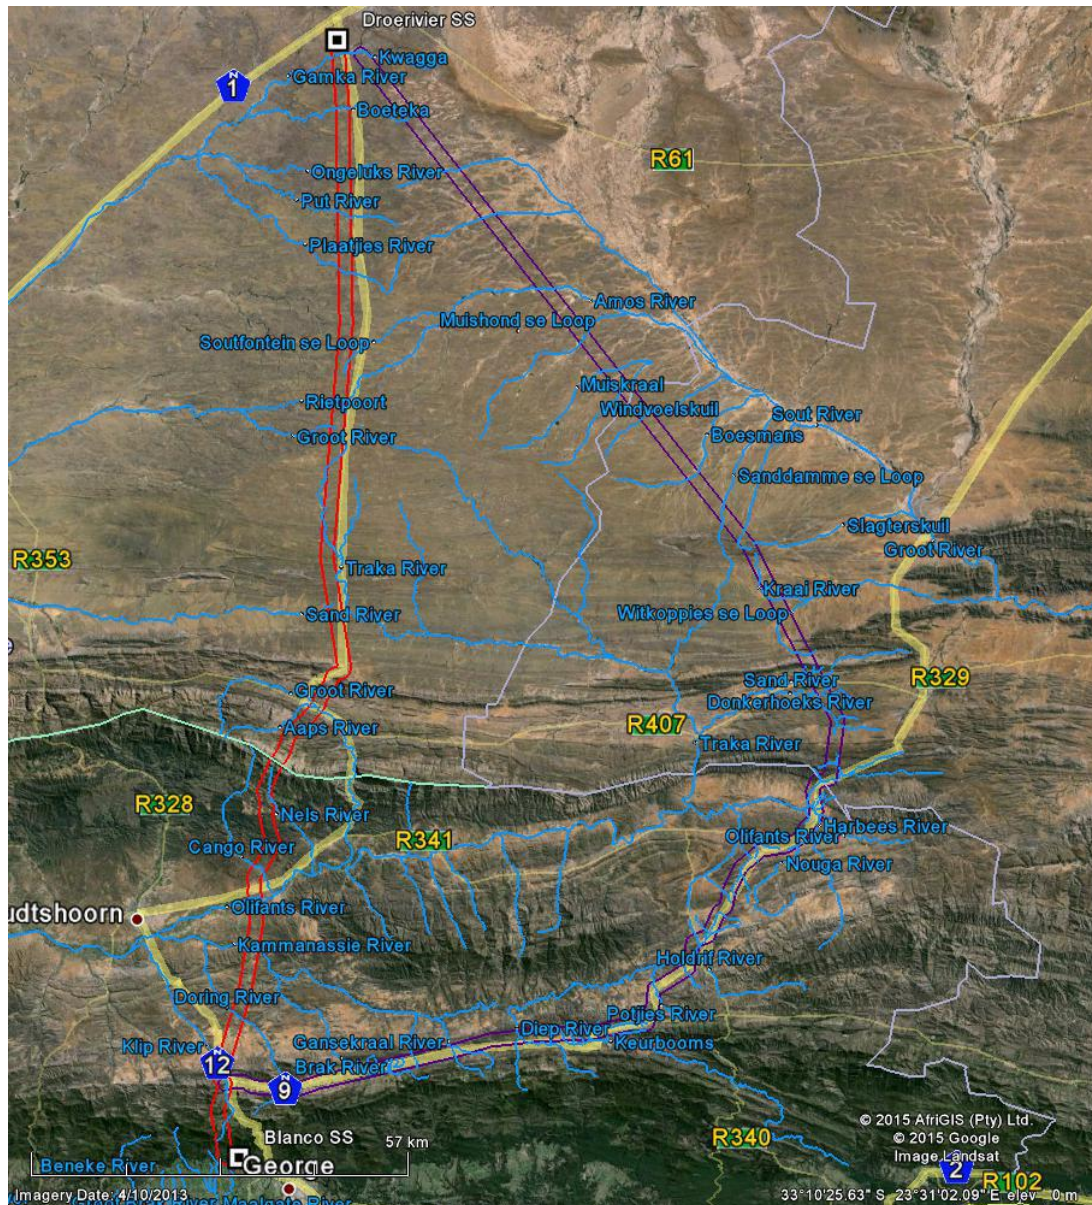 Droerivier SS
Kwagga
Gamka River
N
1
Boeteka
R61
Ongeluks River
Put River
Plaatjies River
Amos River
Muishond se Loop
Soutfontein se Loop
Muiskraal
Rietpoort
Windvoelskuil
Sout River
Groot River
Boesmans
Sanddamme se Loop
Slagterskuil
Groot River
R353
Traka River
Kraai River
Sand River
Witkoppies se Loop
e
Sand River
R329
Groot River
Donkerhoeks River
R407
Aaps River
Traka River
R328
Nels River
Harbees River
R341
Olifants River
Cango River
Nouga River
udtshoorn
Olifants River
Kammanassie River
Holdrif River
Doring River
Potjies River
Diep River
Klip River
Gansekraal River
Keurbooms
N
12
Brak River
N
9
© 2015 AfriGIS (Pty) Ltd.
© 2015 Google
Image Landsat
Blanco SS
57 km
R340
Beneke River
George
N
2
R102
Imagery Date: 4/10/2013
33°10'25.63" S 23°31'02.09" E elev 0 m